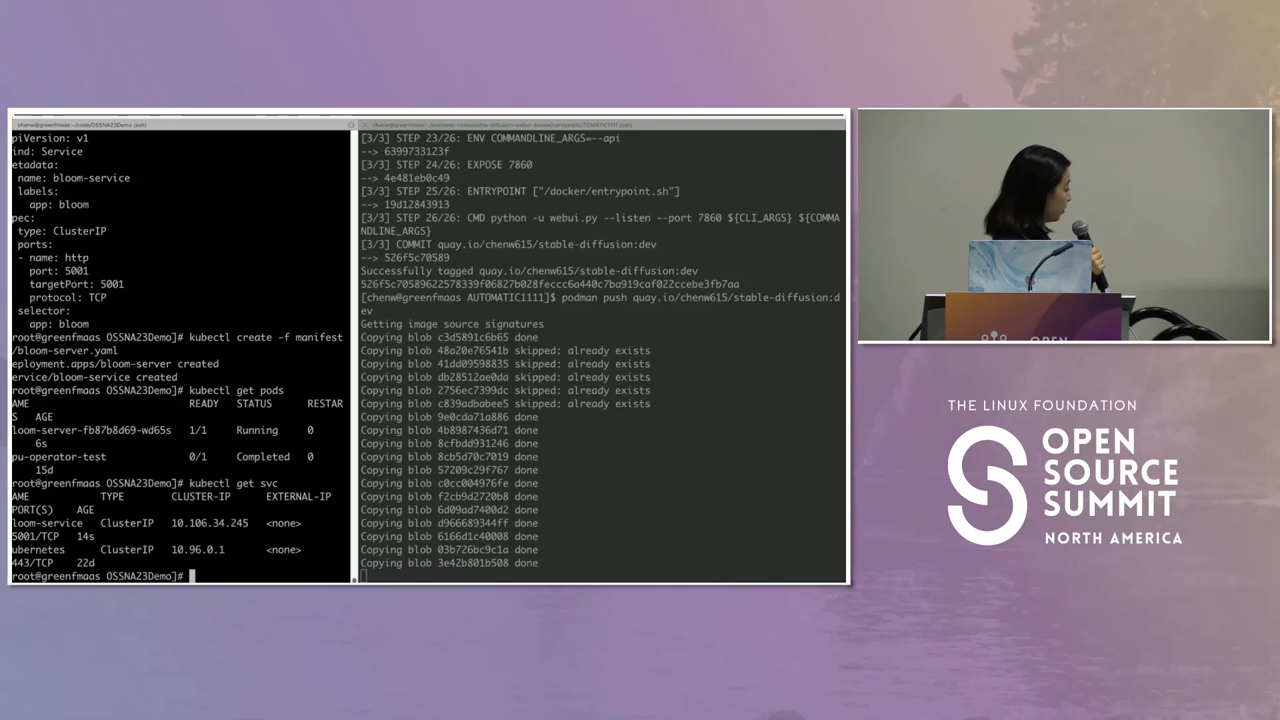 chenw@greenfmaas:~/code/OSSNA23Demo (ssh)
piVersion: v1
ind: Service
etadata:
name: bloom-service
labels:
app: bloom
pec:
type: ClusterIP
ports:
- name: http
port: 5001
targetPort: 5001
protocol: TCP
selector:
app: bloom
root@greenfmaas OSSNA23Demo]# kubectl create -f manifest
/bloom-server.yaml
eployment.apps/bloom-server created
ervice/bloom-service created
root@greenfmaas OSSNA23Demo]# kubectl get pods
AME READY STATUS RESTAR
S AGE
loom-server-fb87b8d69-wd65s 1/1 Running 0
6s
pu-operator-test 0/1 Completed 0
15d
root@greenfmaas OSSNA23Demo]# kubectl get svc
AME TYPE CLUSTER-IP EXTERNAL-IP
PORT(S) AGE
loom-service ClusterIP 10.106.34.245 <none>
5001/TCP 14s
ubernetes ClusterIP 10.96.0.1 <none>
443/TCP 22d
root@greenfmaas OSSNA23Demo]#
[3/3] STEP 23/26: ENV COMMANDLINE_ARGS=--api
--> 6399733123f
[3/3] STEP 24/26: EXPOSE 7860
--> 4e481eb0c49
[3/3] STEP 25/26: ENTRYPOINT ["/docker/entrypoint.sh"]
--> 19d12843913
[3/3] STEP 26/26: CMD python -u webui.py --listen --port 7860 ${CLI_ARGS} ${COMMA
NDLINE_ARGS}
[3/3] COMMIT quay.io/chenw615/stable-diffusion:dev
--> 526f5c70589
Successfully tagged quay.io/chenw615/stable-diffusion:dev
526f5c70589622578339f06827b028feccc6a440c7ba919caf022ccebe3fb7aa
[chenw@greenfmaas AUTOMATIC1111]$ podman push quay.io/chenw615/stable-diffusion:d
ev
Getting image source signatures
Copying blob c3d5891c6b65 done
Copying blob 48a20e76541b skipped: already exists
Copying blob 41dd09598835 skipped: already exists
Copying blob db28512ae0da skipped: already exists
Copying blob 2756ec7399dc skipped: already exists
Copying blob c839adbabee5 skipped: already exists
Copying blob 9e0cda71a886 done
Copying blob 4b8987436d71 done
Copying blob 8cfbdd931246 done
Copying blob 8cb5d70c7019 done
Copying blob 57209c29f767 done
Copying blob c0cc004976fe done
Copying blob f2cb9d2720b8 done
Copying blob 6d09ad7400d2 done
Copying blob d966689344ff done
Copying blob 6166d1c40008 done
Copying blob 03b726bc9c1a done
Copying blob 3e42b801b508 done
OPEN
THE LINUX FOUNDATION
OPEN
SOURCE
SUMMIT
NORTH AMERICA